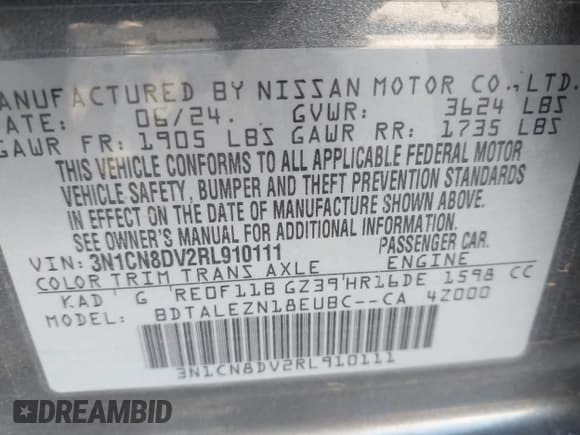 MANUFACTURED BY NISSAN MOTOR CO., LTD.
DATE: 06/24. GVWR: 3624 LBS
GAWR FR: 1905 LBS GAWR RR: 1735 LBS
THIS VEHICLE CONFORMS TO ALL APPLICABLE FEDERAL MOTOR
VEHICLE SAFETY, BUMPER AND THEFT PREVENTION STANDARDS
IN EFFECT ON THE DATE OF MANUFACTURE SHOWN ABOVE.
SEE OWNER'S MANUAL FOR ADDITIONAL INFORMATION.
VIN: 3N1CN8DV2RL910111 PASSENGER CAR.
COLOR TRIM TRANS AXLE ENGINE
KAD G RE0F11B GZ39 HR16DE 1598 CC
MODEL: BDTALEZN18EUBC--CA 4Z000
3N1CN8DV2RL910111
DREAMBID